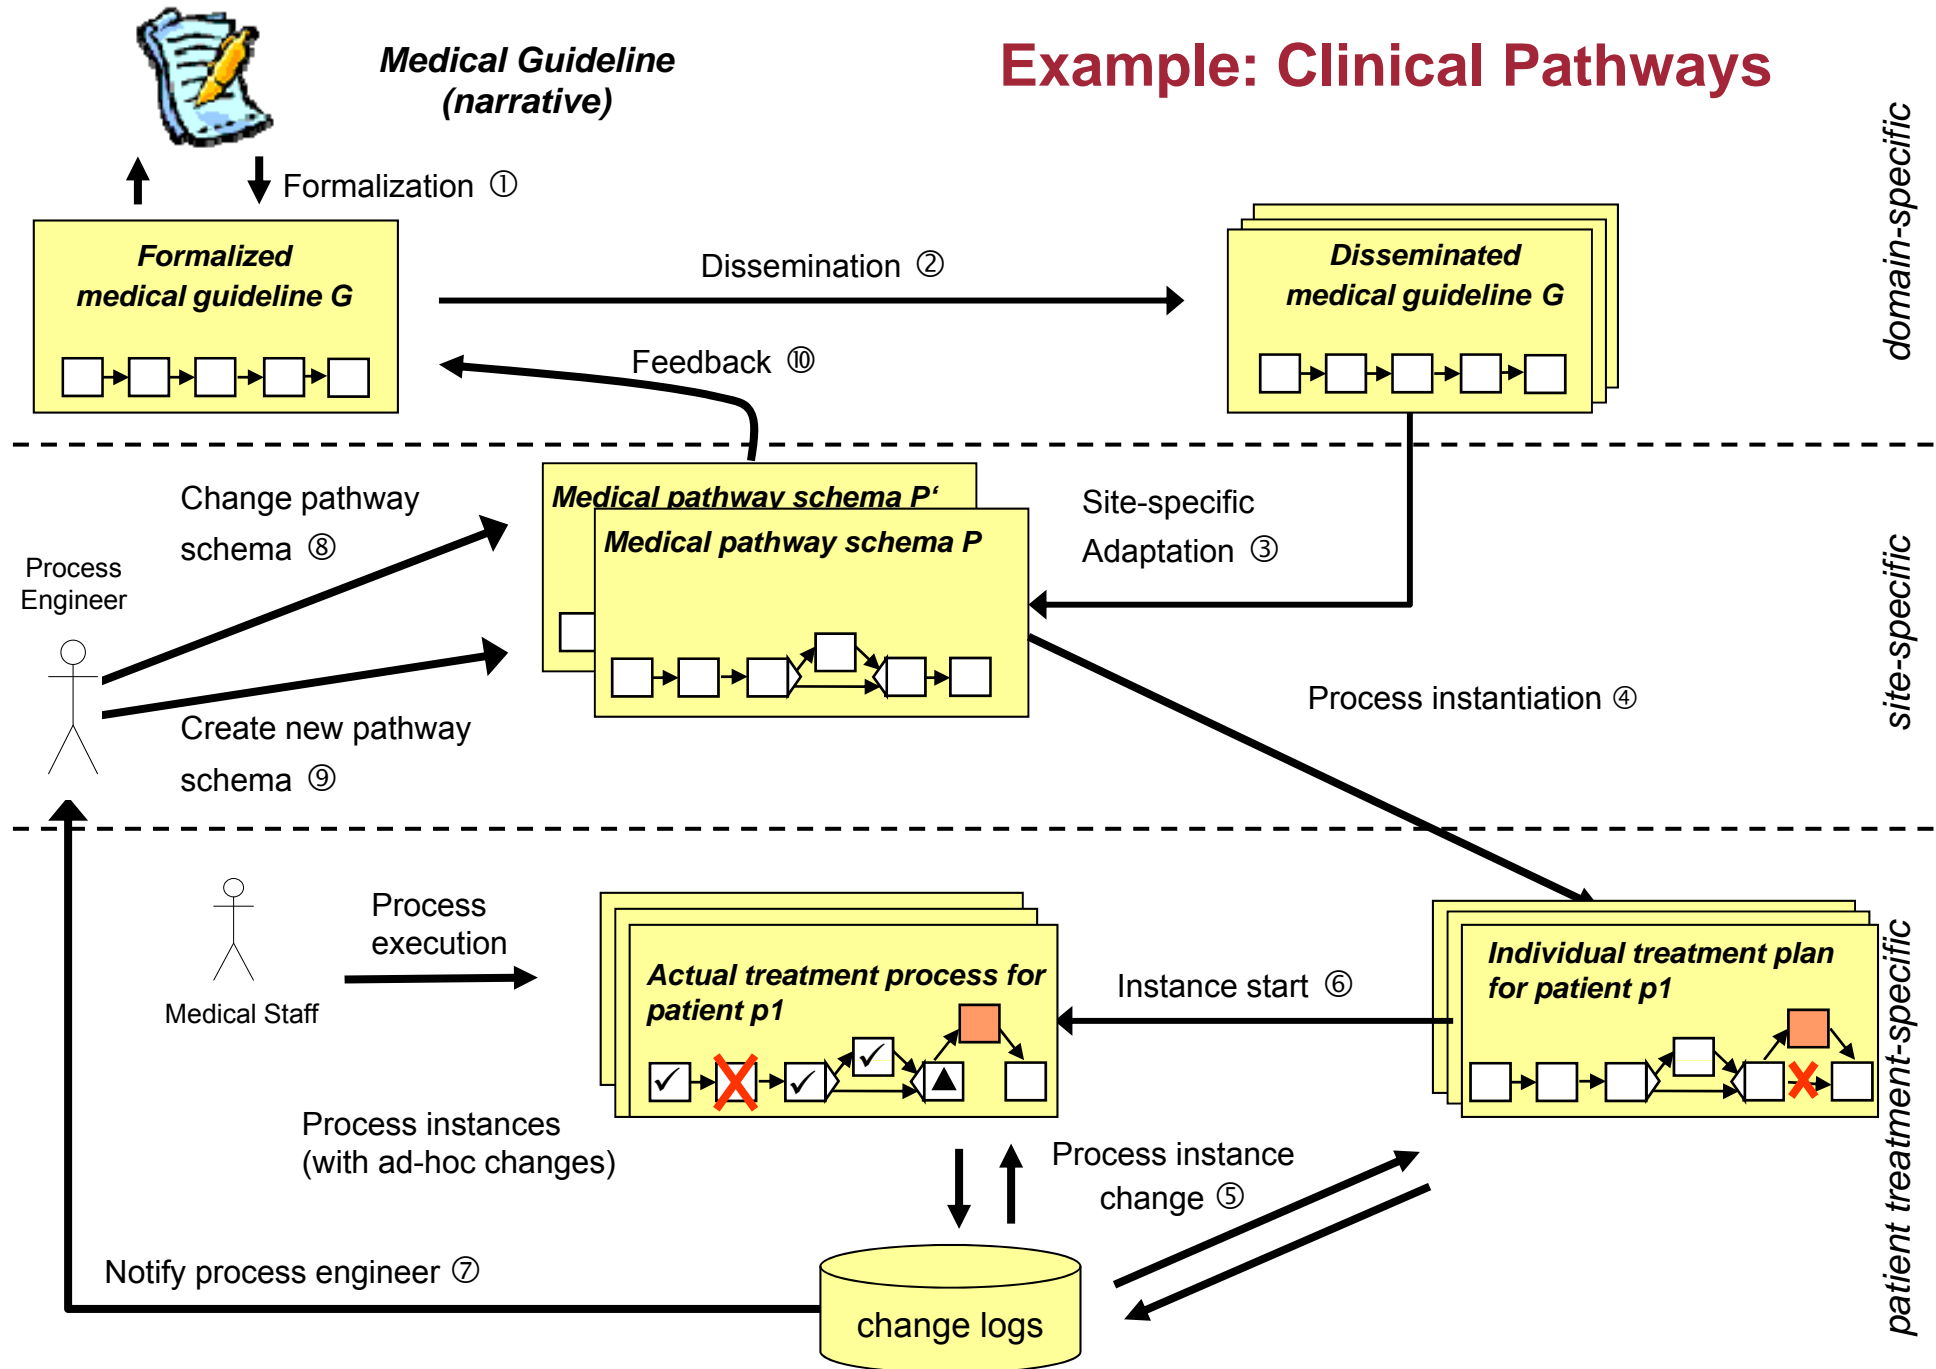 Example: Clinical Pathways
Medical Guideline
(narrative)
Formalization ①
Formalized
medical guideline G
Dissemination ②
Disseminated
medical guideline G
domain-specific
Feedback ⑩
Change pathway
schema ⑧
Medical pathway schema P‘
Medical pathway schema P
Site-specific
Adaptation ③
Process
Engineer
site-specific
Process instantiation ④
Create new pathway
schema ⑨
Process
execution
Medical Staff
Actual treatment process for
patient p1
Instance start ⑥
Individual treatment plan
for patient p1
patient treatment-specific
Process instances
(with ad-hoc changes)
Process instance
change ⑤
Notify process engineer ⑦
change logs